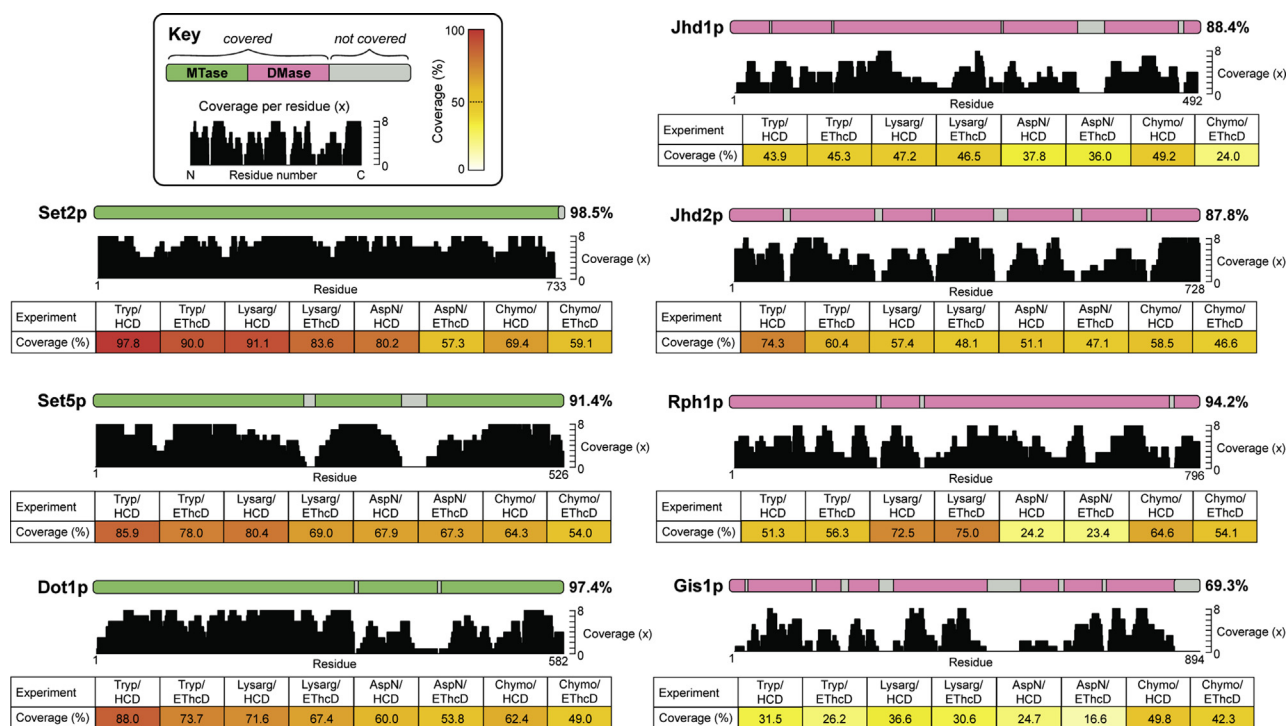 Key
covered
not covered
MTase
DMase
Coverage per residue (x)
8
0
N
Residue number
C
100
50
0
Coverage (%)
Set2p
98.5%
8
0
Coverage (x)
1
Residue
733
Experiment Tryp/HCD Tryp/EThcD Lysarg/HCD Lysarg/EThcD AspN/HCD AspN/EThcD Chymo/HCD Chymo/EThcD
Coverage (%) 97.8 90.0 91.1 83.6 80.2 57.3 69.4 59.1
Set5p
91.4%
8
0
Coverage (x)
1
Residue
526
Experiment Tryp/HCD Tryp/EThcD Lysarg/HCD Lysarg/EThcD AspN/HCD AspN/EThcD Chymo/HCD Chymo/EThcD
Coverage (%) 85.9 78.0 80.4 69.0 67.9 67.3 64.3 54.0
Dot1p
97.4%
8
0
Coverage (x)
1
Residue
582
Experiment Tryp/HCD Tryp/EThcD Lysarg/HCD Lysarg/EThcD AspN/HCD AspN/EThcD Chymo/HCD Chymo/EThcD
Coverage (%) 88.0 73.7 71.6 67.4 60.0 53.8 62.4 49.0
Jhd1p
88.4%
8
0
Coverage (x)
1
Residue
492
Experiment Tryp/HCD Tryp/EThcD Lysarg/HCD Lysarg/EThcD AspN/HCD AspN/EThcD Chymo/HCD Chymo/EThcD
Coverage (%) 43.9 45.3 47.2 46.5 37.8 36.0 49.2 24.0
Jhd2p
87.8%
8
0
Coverage (x)
1
Residue
728
Experiment Tryp/HCD Tryp/EThcD Lysarg/HCD Lysarg/EThcD AspN/HCD AspN/EThcD Chymo/HCD Chymo/EThcD
Coverage (%) 74.3 60.4 57.4 48.1 51.1 47.1 58.5 46.6
Rph1p
94.2%
8
0
Coverage (x)
1
Residue
796
Experiment Tryp/HCD Tryp/EThcD Lysarg/HCD Lysarg/EThcD AspN/HCD AspN/EThcD Chymo/HCD Chymo/EThcD
Coverage (%) 51.3 56.3 72.5 75.0 24.2 23.4 64.6 54.1
Gis1p
69.3%
8
0
Coverage (x)
1
Residue
894
Experiment Tryp/HCD Tryp/EThcD Lysarg/HCD Lysarg/EThcD AspN/HCD AspN/EThcD Chymo/HCD Chymo/EThcD
Coverage (%) 31.5 26.2 36.6 30.6 24.7 16.6 49.8 42.3